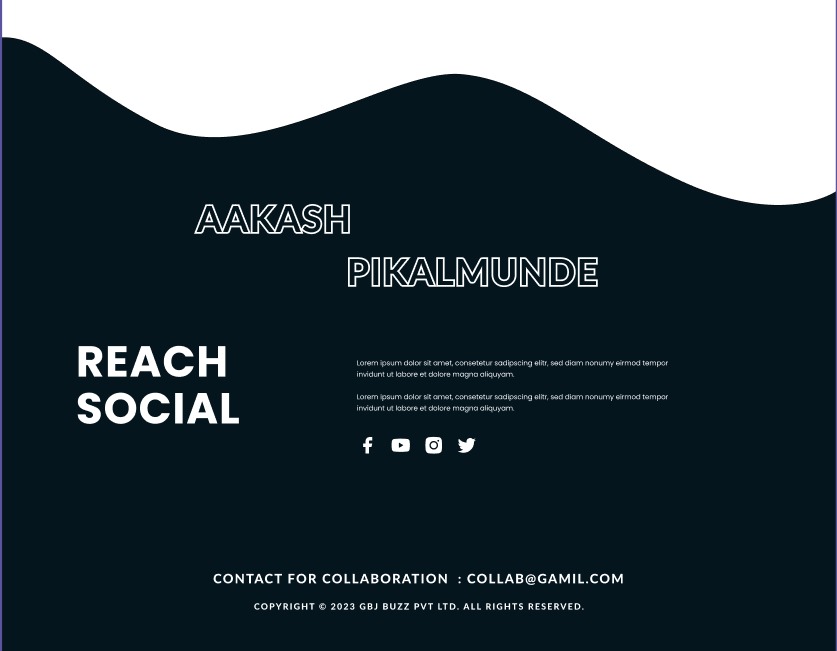 AAKASH
PIKALMUNDE
REACH
SOCIAL
Lorem ipsum dolor sit amet, consetetur sadipscing elitr, sed diam nonumy eirmod tempor
invidunt ut labore et dolore magna aliquyam.
Lorem ipsum dolor sit amet, consetetur sadipscing elitr, sed diam nonumy eirmod tempor
invidunt ut labore et dolore magna aliquyam.
CONTACT FOR COLLABORATION : COLLAB@GAMIL.COM
COPYRIGHT © 2023 GBJ BUZZ PVT LTD. ALL RIGHTS RESERVED.